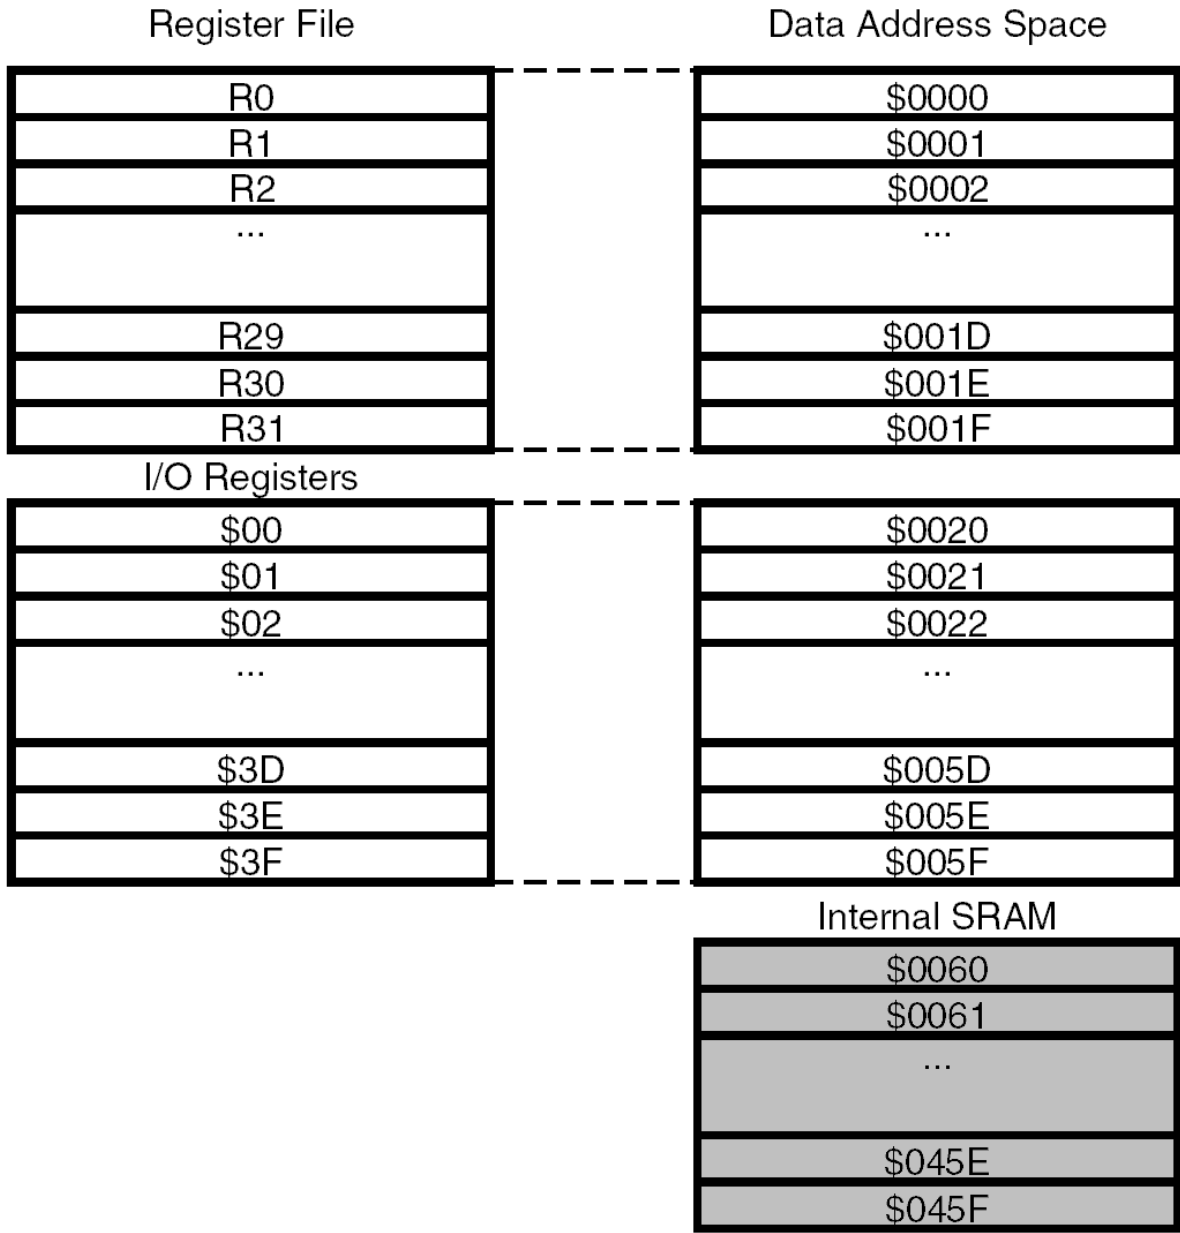 Register File
Data Address Space
R0
$0000
R1
$0001
R2
$0002
...
...
R29
$001D
R30
$001E
R31
$001F
I/O Registers
$00
$0020
$01
$0021
$02
$0022
...
...
$3D
$005D
$3E
$005E
$3F
$005F
Internal SRAM
$0060
$0061
...
$045E
$045F